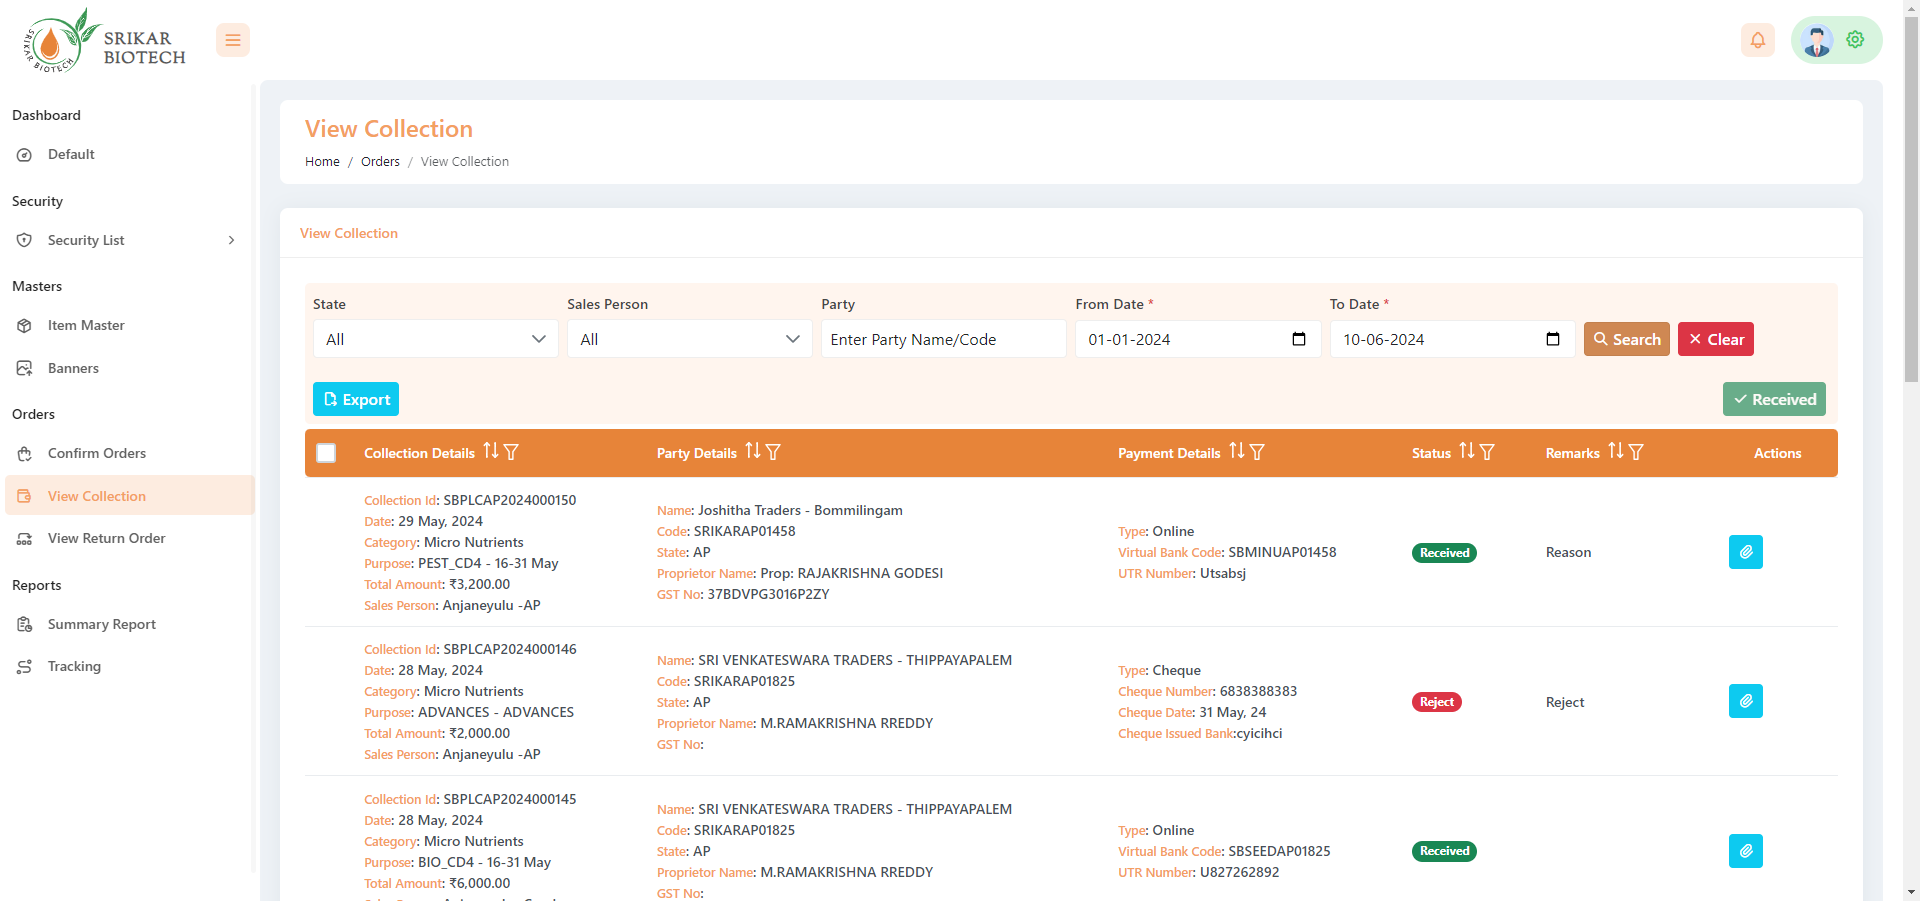 SRIKAR BIOTECH
SRIKAR
BIOTECH
Dashboard
Default
Security
Security List
Masters
Item Master
Banners
Orders
Confirm Orders
View Collection
View Return Order
Reports
Summary Report
Tracking
View Collection
Home / Orders / View Collection
View Collection
State
All
Sales Person
All
Party
Enter Party Name/Code
From Date *
01-01-2024
To Date *
10-06-2024
Search
Clear
Export
Received
Collection Details Party Details Payment Details Status Remarks Actions
Collection Id: SBPLCAP2024000150
Date: 29 May, 2024
Category: Micro Nutrients
Purpose: PEST_CD4 - 16-31 May
Total Amount: ₹3,200.00
Sales Person: Anjaneyulu -AP
Name: Joshitha Traders - Bommilingam
Code: SRIKARAP01458
State: AP
Proprietor Name: Prop: RAJAKRISHNA GODESI
GST No: 37BDVPG3016P2ZY
Type: Online
Virtual Bank Code: SBMINUAP01458
UTR Number: Utsabsj
Received
Reason
Collection Id: SBPLCAP2024000146
Date: 28 May, 2024
Category: Micro Nutrients
Purpose: ADVANCES - ADVANCES
Total Amount: ₹2,000.00
Sales Person: Anjaneyulu -AP
Name: SRI VENKATESWARA TRADERS - THIPPAYAPALEM
Code: SRIKARAP01825
State: AP
Proprietor Name: M.RAMAKRISHNA RREDDY
GST No:
Type: Cheque
Cheque Number: 6838388383
Cheque Date: 31 May, 24
Cheque Issued Bank:cyicihci
Reject
Reject
Collection Id: SBPLCAP2024000145
Date: 28 May, 2024
Category: Micro Nutrients
Purpose: BIO_CD4 - 16-31 May
Total Amount: ₹6,000.00
Name: SRI VENKATESWARA TRADERS - THIPPAYAPALEM
Code: SRIKARAP01825
State: AP
Proprietor Name: M.RAMAKRISHNA RREDDY
GST No:
Type: Online
Virtual Bank Code: SBSEEDAP01825
UTR Number: U827262892
Received